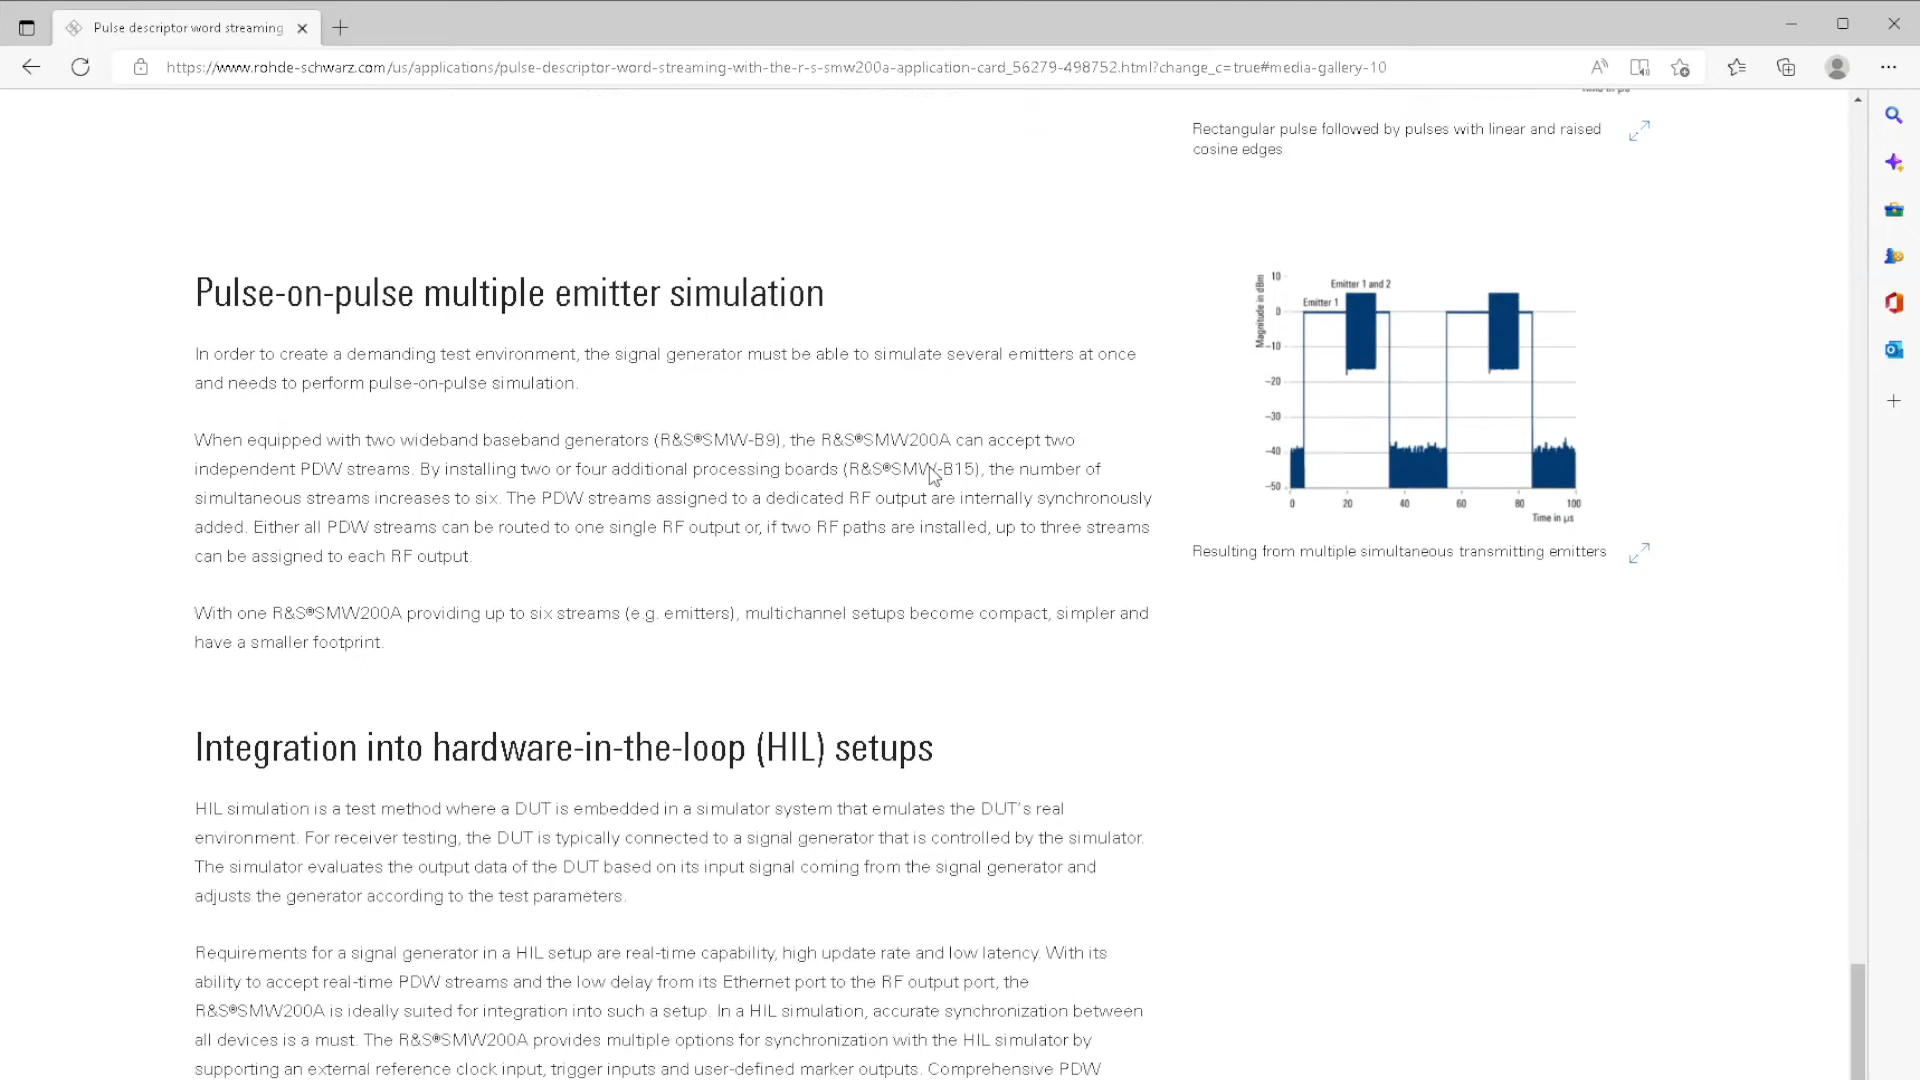 Pulse descriptor word streaming
https://www.rohde-schwarz.com/us/applications/pulse-descriptor-word-streaming-with-the-r-s-smw200a-application-card_56279-498752.html?change_c=true#media-gallery-10
Rectangular pulse followed by pulses with linear and raised
cosine edges
Pulse-on-pulse multiple emitter simulation
In order to create a demanding test environment, the signal generator must be able to simulate several emitters at once
and needs to perform pulse-on-pulse simulation.
When equipped with two wideband baseband generators (R&S®SMW-B9), the R&S®SMW200A can accept two
independent PDW streams. By installing two or four additional processing boards (R&S®SMW-B15), the number of
simultaneous streams increases to six. The PDW streams assigned to a dedicated RF output are internally synchronously
added. Either all PDW streams can be routed to one single RF output or, if two RF paths are installed, up to three streams
can be assigned to each RF output.
With one R&S®SMW200A providing up to six streams (e.g. emitters), multichannel setups become compact, simpler and
have a smaller footprint.
Magnitude in dBm
10
0
-10
-20
-30
-40
-50
Emitter 1 and 2
Emitter 1
0 20 40 60 80 100
Time in µs
Resulting from multiple simultaneous transmitting emitters
Integration into hardware-in-the-loop (HIL) setups
HIL simulation is a test method where a DUT is embedded in a simulator system that emulates the DUT's real
environment. For receiver testing, the DUT is typically connected to a signal generator that is controlled by the simulator.
The simulator evaluates the output data of the DUT based on its input signal coming from the signal generator and
adjusts the generator according to the test parameters.
Requirements for a signal generator in a HIL setup are real-time capability, high update rate and low latency. With its
ability to accept real-time PDW streams and the low delay from its Ethernet port to the RF output port, the
R&S®SMW200A is ideally suited for integration into such a setup. In a HIL simulation, accurate synchronization between
all devices is a must. The R&S®SMW200A provides multiple options for synchronization with the HIL simulator by
supporting an external reference clock input, trigger inputs and user-defined marker outputs. Comprehensive PDW